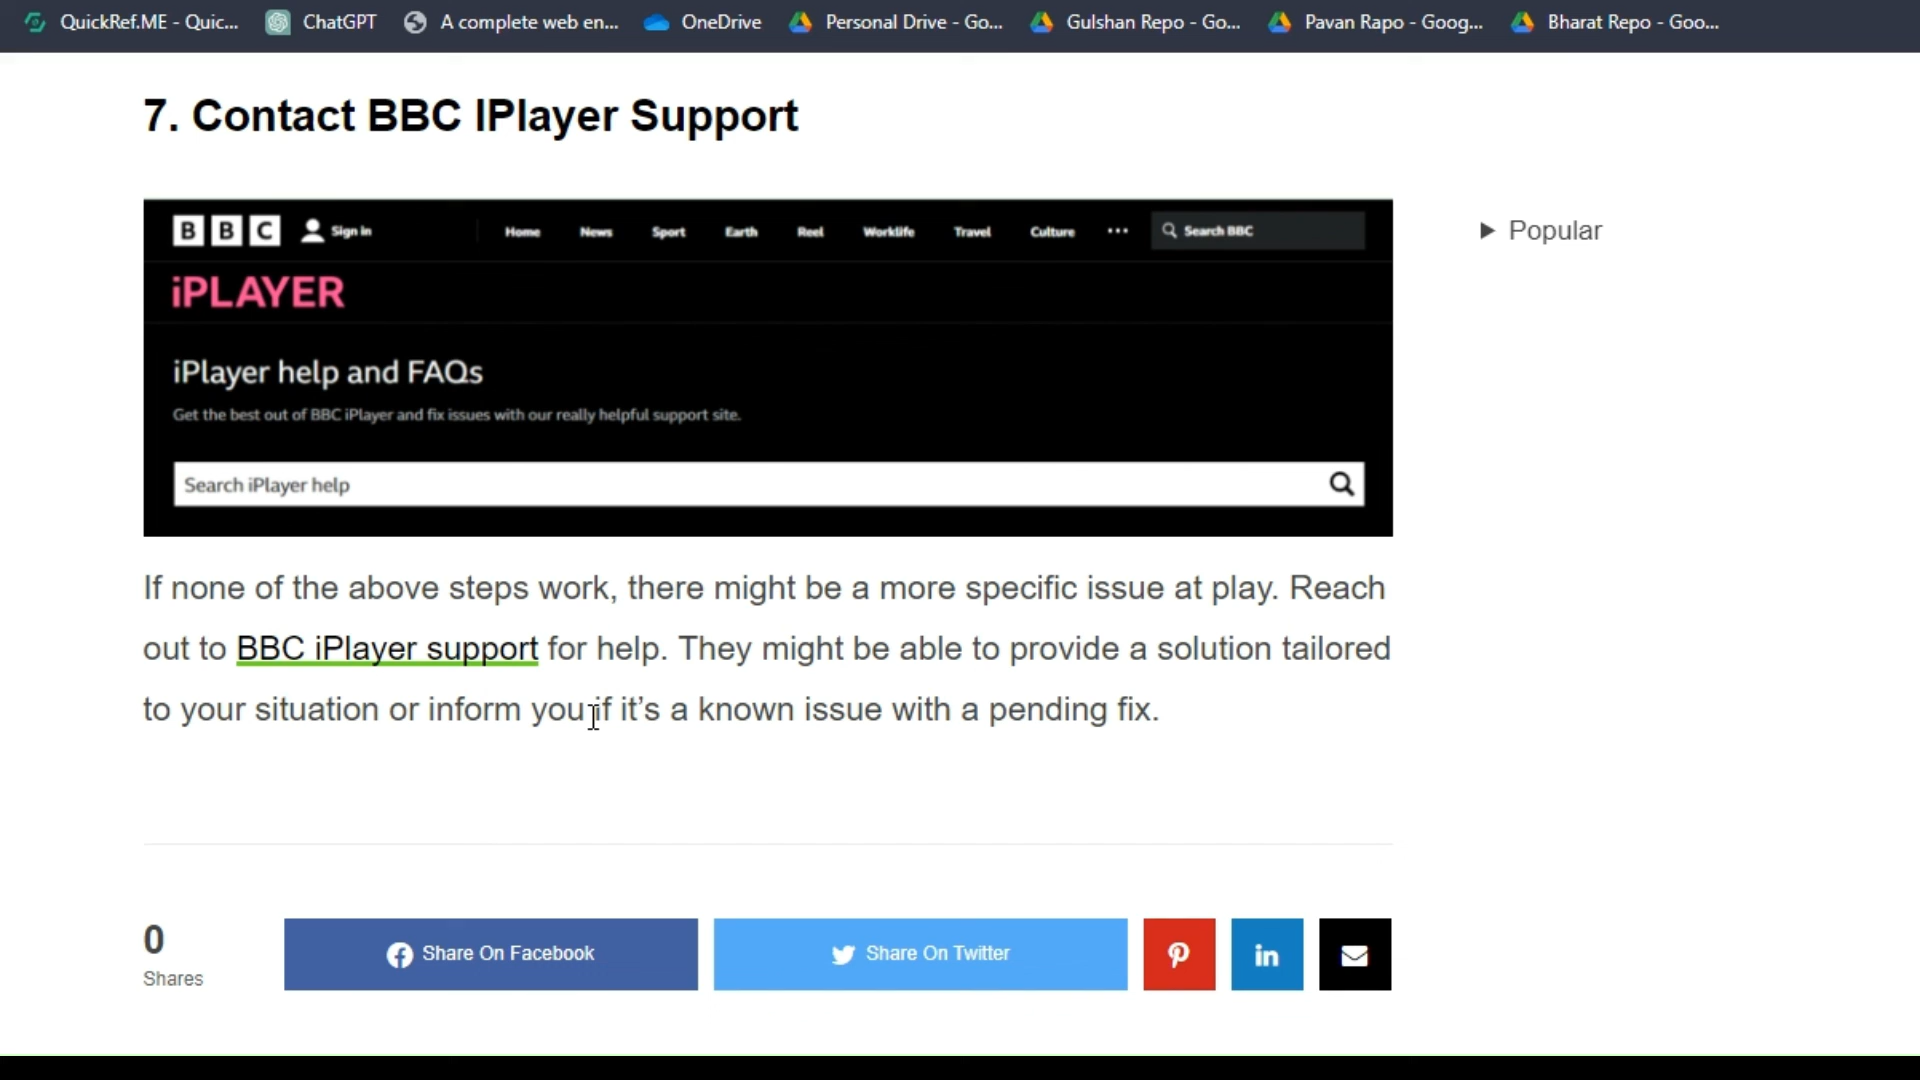 QuickRef.ME - Quic... ChatGPT A complete web en... OneDrive Personal Drive - Go... Gulshan Repo - Go... Pavan Rapo - Goog... Bharat Repo - Goo...
7. Contact BBC IPlayer Support
BBC Sign in Home News Sport Earth Reel Worklife Travel Culture ... Search BBC
iPLAYER
iPlayer help and FAQs
Get the best out of BBC iPlayer and fix issues with our really helpful support site.
Search iPlayer help
Popular
If none of the above steps work, there might be a more specific issue at play. Reach
out to BBC iPlayer support for help. They might be able to provide a solution tailored
to your situation or inform you if it’s a known issue with a pending fix.
0
Shares
Share On Facebook
Share On Twitter
in